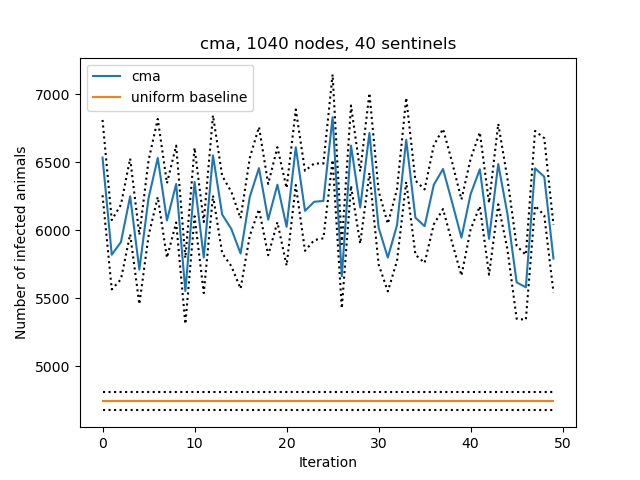 cma, 1040 nodes, 40 sentinels
cma
uniform baseline
7000
6500
6000
5500
5000
Number of infected animals
0
10
20
30
40
50
Iteration